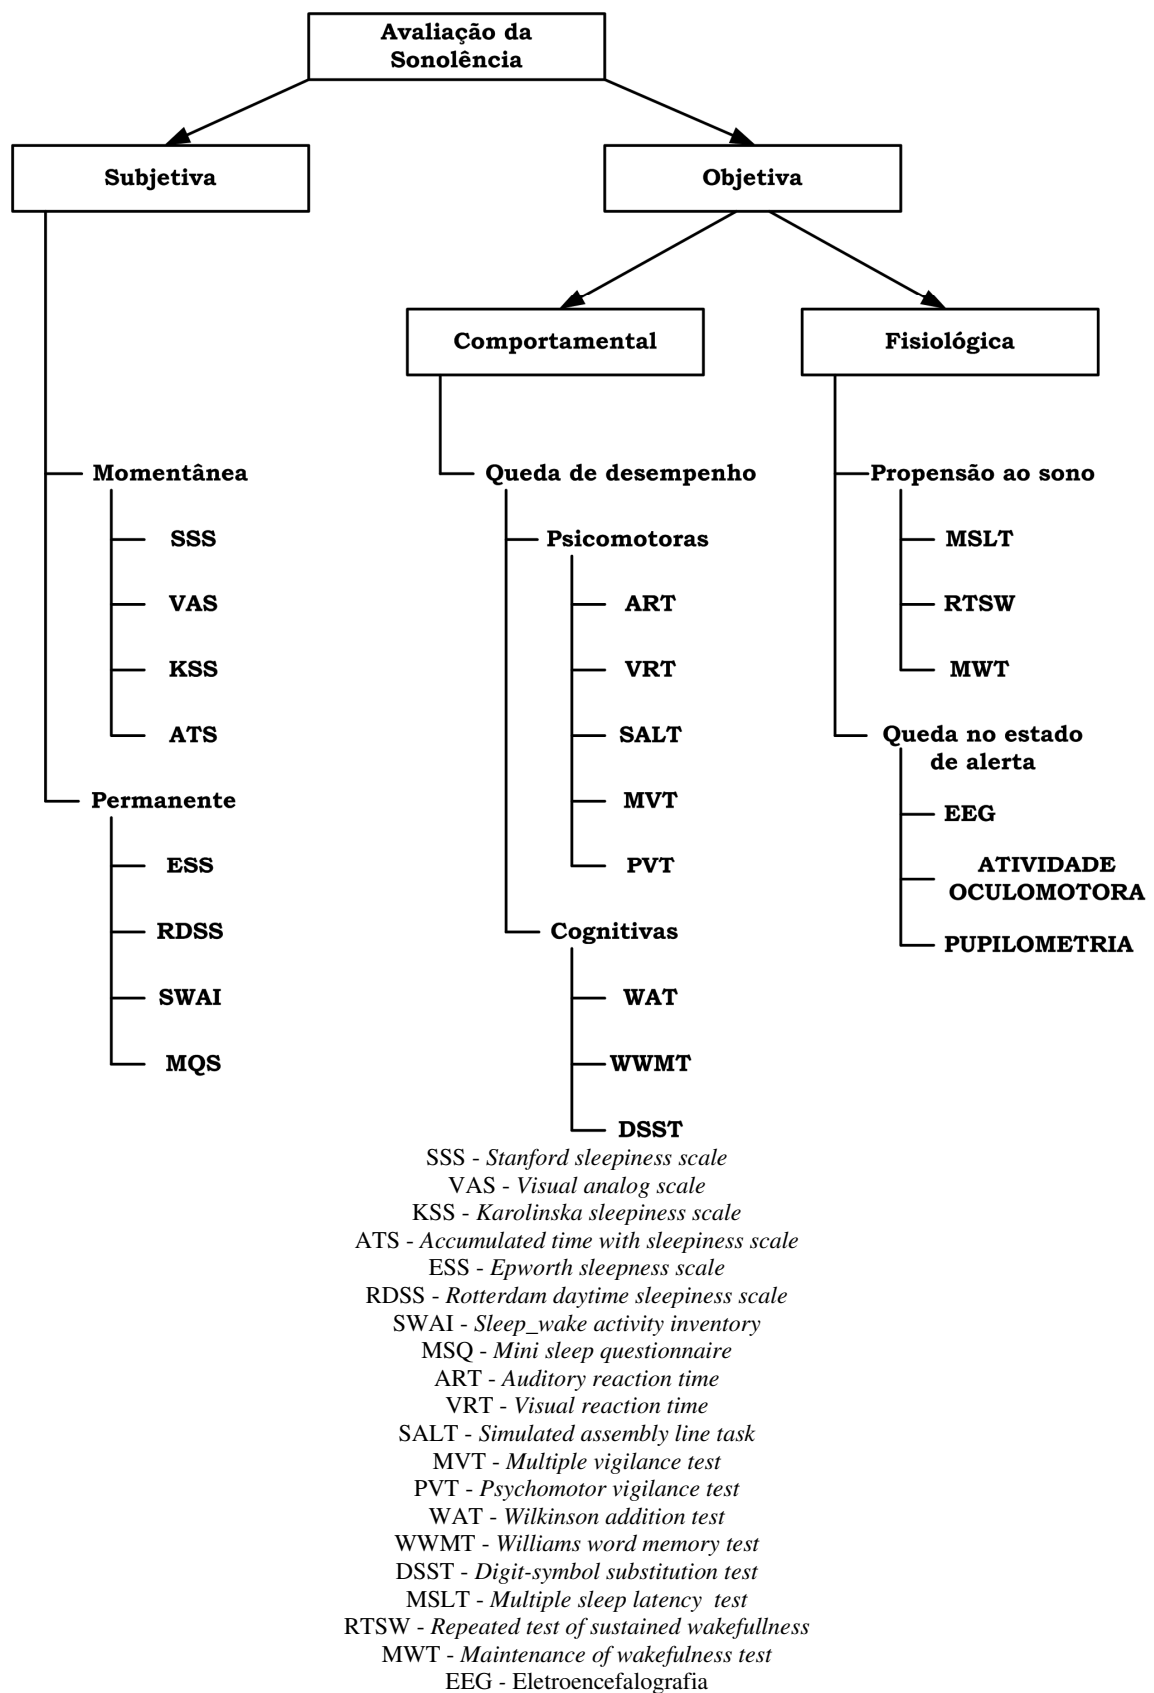 Avaliação da
Sonolência
Subjetiva
Objetiva
Comportamental
Fisiológica
Momentânea
SSS
VAS
KSS
ATS
Permanente
ESS
RDSS
SWAI
MQS
Queda de desempenho
Psicomotoras
ART
VRT
SALT
MVT
PVT
Cognitivas
WAT
WWMT
DSST
Propensão ao sono
MSLT
RTSW
MWT
Queda no estado
de alerta
EEG
ATIVIDADE
OCULOMOTORA
PUPILOMETRIA
SSS - Stanford sleepiness scale
VAS - Visual analog scale
KSS - Karolinska sleepiness scale
ATS - Accumulated time with sleepiness scale
ESS - Epworth sleepness scale
RDSS - Rotterdam daytime sleepiness scale
SWAI - Sleep_wake activity inventory
MSQ - Mini sleep questionnaire
ART - Auditory reaction time
VRT - Visual reaction time
SALT - Simulated assembly line task
MVT - Multiple vigilance test
PVT - Psychomotor vigilance test
WAT - Wilkinson addition test
WWMT - Williams word memory test
DSST - Digit-symbol substitution test
MSLT - Multiple sleep latency  test
RTSW - Repeated test of sustained wakefullness
MWT - Maintenance of wakefulness test
EEG - Eletroencefalografia